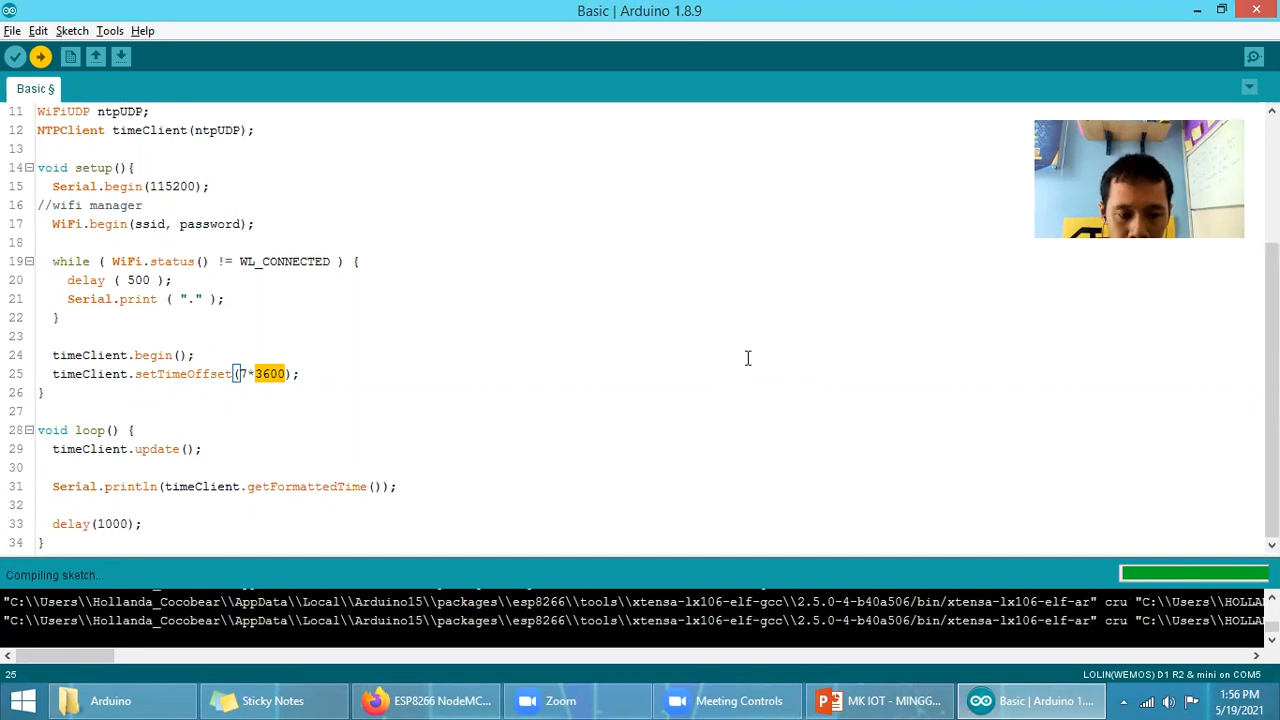 Basic | Arduino 1.8.9
File Edit Sketch Tools Help
Basic §
11 WiFiUDP ntpUDP;
12 NTPClient timeClient(ntpUDP);
13
14 void setup(){
15 Serial.begin(115200);
16 //wifi manager
17 WiFi.begin(ssid, password);
18
19 while ( WiFi.status() != WL_CONNECTED ) {
20 delay ( 500 );
21 Serial.print ( "." );
22 }
23
24 timeClient.begin();
25 timeClient.setTimeOffset(7*3600);
26 }
27
28 void loop() {
29 timeClient.update();
30
31 Serial.println(timeClient.getFormattedTime());
32
33 delay(1000);
34 }
Compiling sketch...
"C:\\Users\\Hollanda_Cocobear\\AppData\\Local\\Arduino15\\packages\\esp8266\\tools\\xtensa-lx106-elf-gcc\\2.5.0-4-b40a506/bin/xtensa-lx106-elf-ar" cru "C:\\Users\\HOLLA
"C:\\Users\\Hollanda_Cocobear\\AppData\\Local\\Arduino15\\packages\\esp8266\\tools\\xtensa-lx106-elf-gcc\\2.5.0-4-b40a506/bin/xtensa-lx106-elf-ar" cru "C:\\Users\\HOLLA
25 LOLIN(WEMOS) D1 R2 & mini on COM5
Arduino Sticky Notes ESP8266 NodeMC... Zoom Meeting Controls MK IOT - MINGG... Basic | Arduino 1.... 1:56 PM
5/19/2021